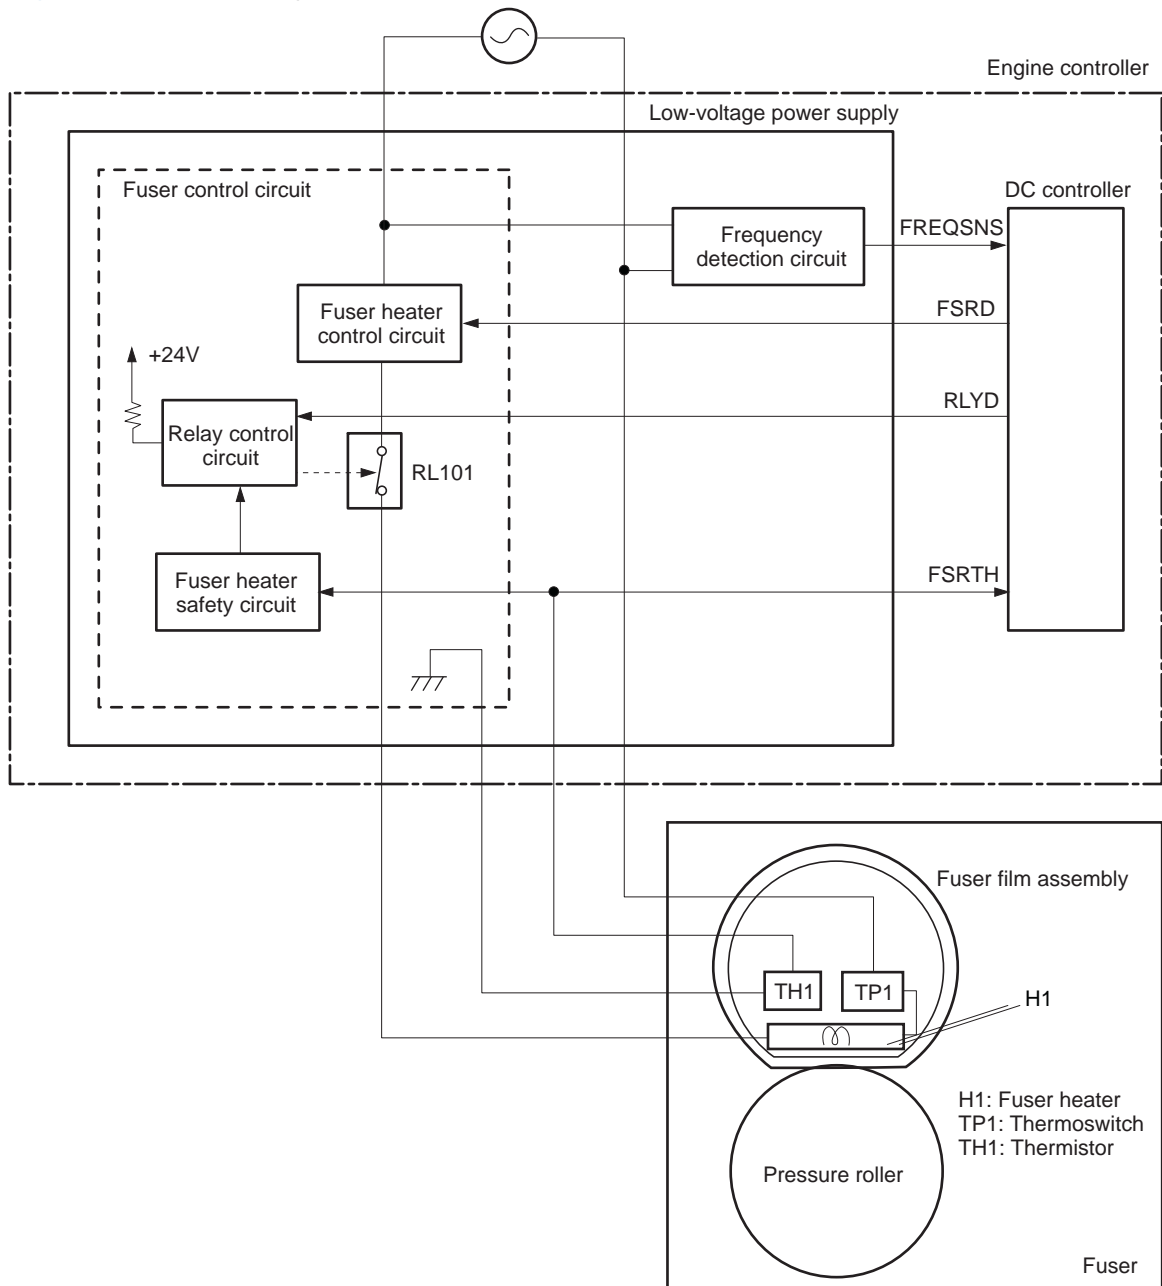 Engine controller
Low-voltage power supply
Fuser control circuit
DC controller
Frequency
detection circuit
FREQSNS
Fuser heater
control circuit
FSRD
+24V
Relay control
circuit
RLYD
RL101
Fuser heater
safety circuit
FSRTH
Fuser film assembly
TH1
TP1
H1
H1: Fuser heater
TP1: Thermoswitch
TH1: Thermistor
Pressure roller
Fuser